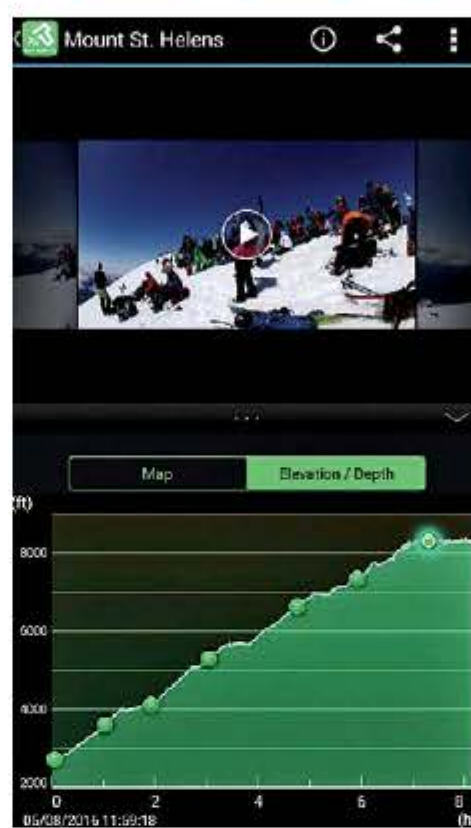 Mount St. Helens
Map
Elevation / Depth
(ft)
8000
6000
4000
2000
0 2 4 6 8
05/08/2016 11:59:18 (h